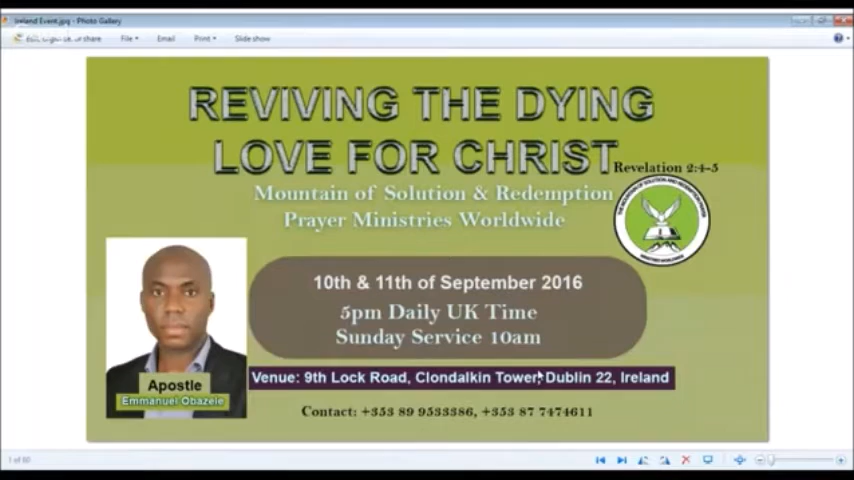 Ireland Event.jpg - Photo Gallery
File
Email
Print
Slide show
REVIVING THE DYING
LOVE FOR CHRIST
Revelation 2:4-5
Mountain of Solution & Redemption
Prayer Ministries Worldwide
10th & 11th of September 2016
5pm Daily UK Time
Sunday Service 10am
Apostle
Emmanuel Obazele
Venue: 9th Lock Road, Clondalkin Tower, Dublin 22, Ireland
Contact: +353 89 9533386, +353 87 7474611